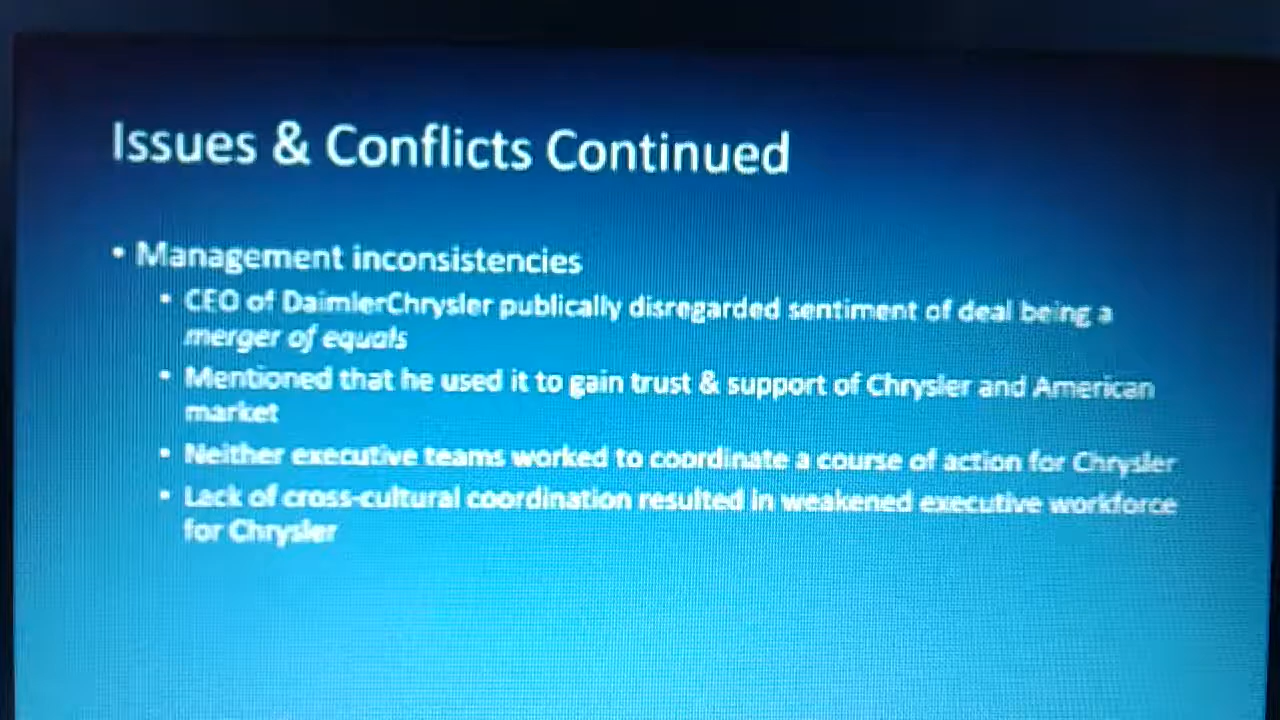 Issues & Conflicts Continued
• Management inconsistencies
• CEO of DaimlerChrysler publically disregarded sentiment of deal being a
merger of equals
• Mentioned that he used it to gain trust & support of Chrysler and American
market
• Neither executive teams worked to coordinate a course of action for Chrysler
• Lack of cross-cultural coordination resulted in weakened executive workforce
for Chrysler